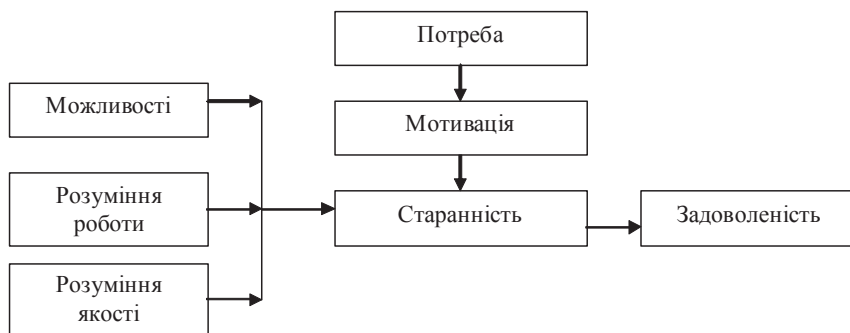 Потреба
Можливості
Мотивація
Розуміння
роботи
Старанність
Задоволеність
Розуміння
якості